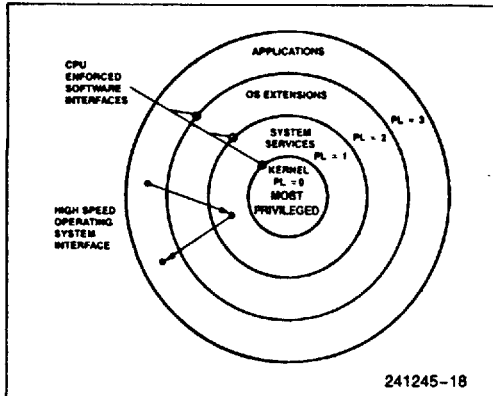 APPLICATIONS
CPU
ENFORCED
SOFTWARE
INTERFACES
OS EXTENSIONS
SYSTEM
SERVICES
PL = 3
PL = 2
PL = 1
KERNEL
PL = 0
MOST
PRIVILEGED
HIGH SPEED
OPERATING
SYSTEM
INTERFACE
241245-18